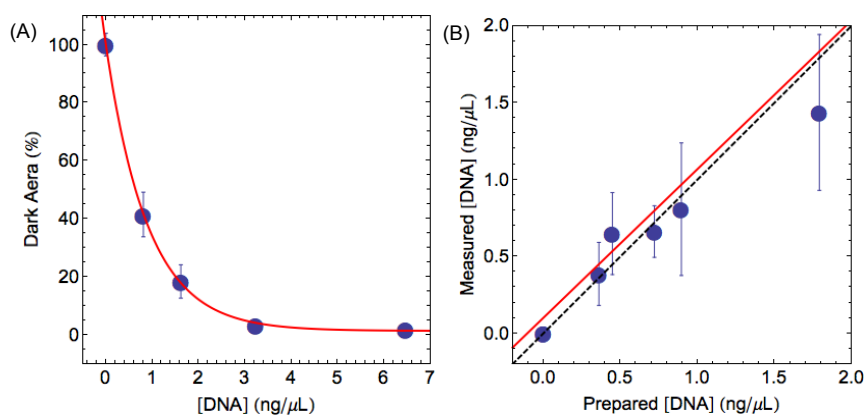 (A)
100
80
60
40
20
0
Dark Aera (%)
0 1 2 3 4 5 6 7
[DNA] (ng/μL)
(B)
2.0
1.5
1.0
0.5
0.0
Measured [DNA] (ng/μL)
0.0 0.5 1.0 1.5 2.0
Prepared [DNA] (ng/μL)